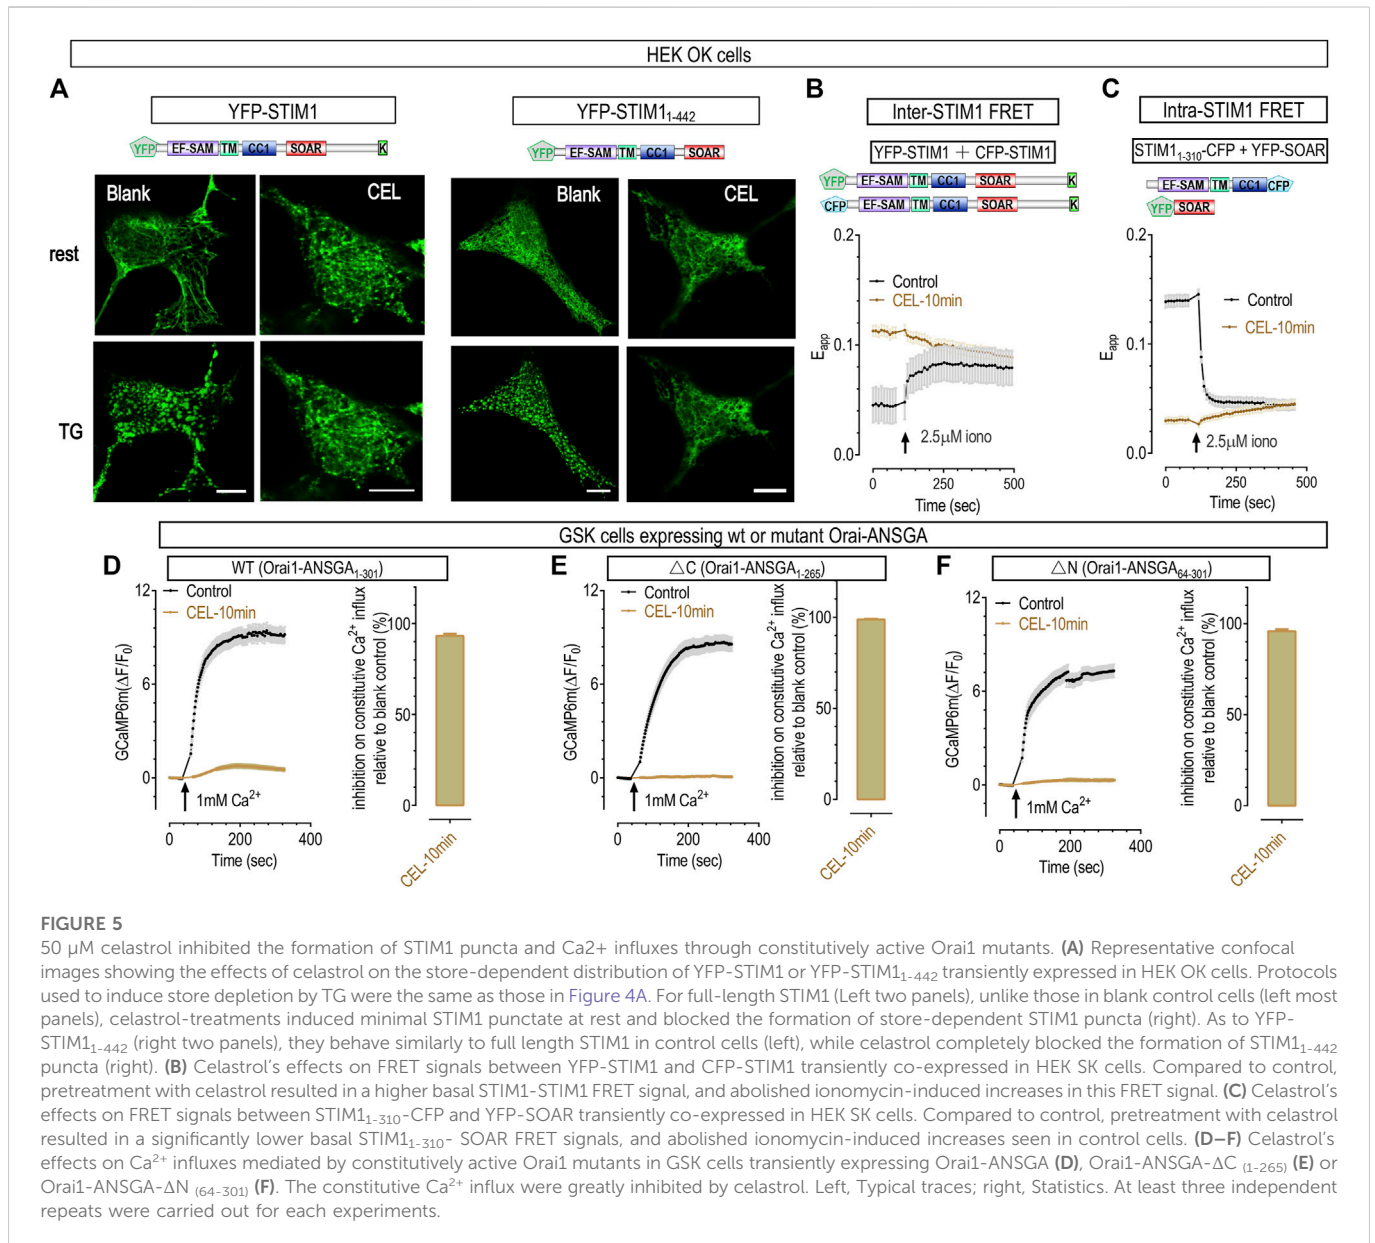 HEK OK cells
A
YFP-STIM1
YFP-STIM1₁₋₄₄₂
B
Inter-STIM1 FRET
C
Intra-STIM1 FRET
YFP EF-SAM TM CC1 SOAR K
YFP EF-SAM TM CC1 SOAR
YFP-STIM1 + CFP-STIM1
YFP EF-SAM TM CC1 SOAR K
CFP EF-SAM TM CC1 SOAR K
STIM1₁₋₃₁₀-CFP + YFP-SOAR
EF-SAM TM CC1 CFP
YFP SOAR
Blank
CEL
Blank
CEL
rest
TG
0.2
0.1
0.0
Eapp
Control
CEL-10min
2.5μM iono
0 250 500
Time (sec)
0.2
0.1
0.0
Eapp
Control
CEL-10min
2.5μM iono
0 250 500
Time (sec)
GSK cells expressing wt or mutant Orai-ANSGA
D
WT (Orai1-ANSGA₁₋₃₀₁)
12
6
0
GCaMP6m(ΔF/F₀)
Control
CEL-10min
1mM Ca²⁺
0 200 400
Time (sec)
inhibition on constitutive Ca²⁺ influx
relative to blank control (%)
100
50
0
CEL-10min
E
△C (Orai1-ANSGA₁₋₂₆₅)
12
6
0
GCaMP6m(ΔF/F₀)
Control
CEL-10min
1mM Ca²⁺
0 200 400
Time (sec)
inhibition on constitutive Ca²⁺ influx
relative to blank control (%)
100
50
0
CEL-10min
F
△N (Orai1-ANSGA₆₄₋₃₀₁)
12
6
0
GCaMP6m(ΔF/F₀)
Control
CEL-10min
1mM Ca²⁺
0 200 400
Time (sec)
inhibition on constitutive Ca²⁺ influx
relative to blank control (%)
100
50
0
CEL-10min
FIGURE 5
50 µM celastrol inhibited the formation of STIM1 puncta and Ca2+ influxes through constitutively active Orai1 mutants. (A) Representative confocal
images showing the effects of celastrol on the store-dependent distribution of YFP-STIM1 or YFP-STIM1₁₋₄₄₂ transiently expressed in HEK OK cells. Protocols
used to induce store depletion by TG were the same as those in Figure 4A. For full-length STIM1 (Left two panels), unlike those in blank control cells (left most
panels), celastrol-treatments induced minimal STIM1 punctate at rest and blocked the formation of store-dependent STIM1 puncta (right). As to YFP-
STIM1₁₋₄₄₂ (right two panels), they behave similarly to full length STIM1 in control cells (left), while celastrol completely blocked the formation of STIM1₁₋₄₄₂
puncta (right). (B) Celastrol's effects on FRET signals between YFP-STIM1 and CFP-STIM1 transiently co-expressed in HEK SK cells. Compared to control,
pretreatment with celastrol resulted in a higher basal STIM1-STIM1 FRET signal, and abolished ionomycin-induced increases in this FRET signal. (C) Celastrol's
effects on FRET signals between STIM1₁₋₃₁₀-CFP and YFP-SOAR transiently co-expressed in HEK SK cells. Compared to control, pretreatment with celastrol
resulted in a significantly lower basal STIM1₁₋₃₁₀- SOAR FRET signals, and abolished ionomycin-induced increases seen in control cells. (D–F) Celastrol's
effects on Ca²⁺ influxes mediated by constitutively active Orai1 mutants in GSK cells transiently expressing Orai1-ANSGA (D), Orai1-ANSGA-ΔC ₍₁₋₂₆₅₎ (E) or
Orai1-ANSGA-ΔN ₍₆₄₋₃₀₁₎ (F). The constitutive Ca²⁺ influx were greatly inhibited by celastrol. Left, Typical traces; right, Statistics. At least three independent
repeats were carried out for each experiments.